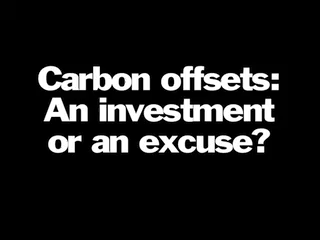 Carbon offsets:
An investment
or an excuse?